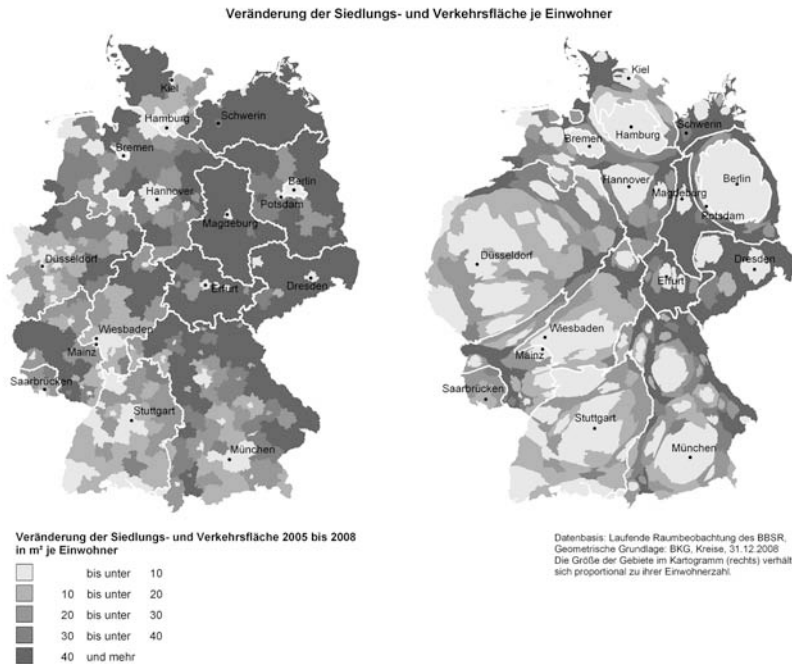 Veränderung der Siedlungs- und Verkehrsfläche je Einwohner
Kiel
Schwerin
Hamburg
Bremen
Berlin
Hannover
Potsdam
Magdeburg
Düsseldorf
Erfurt
Dresden
Wiesbaden
Mainz
Saarbrücken
Stuttgart
München
Kiel
Hamburg
Schwerin
Bremen
Hannover
Berlin
Magdeburg
Potsdam
Düsseldorf
Dresden
Erfurt
Wiesbaden
Mainz
Saarbrücken
Stuttgart
München
Veränderung der Siedlungs- und Verkehrsfläche 2005 bis 2008
in m² je Einwohner
bis unter 10
10 bis unter 20
20 bis unter 30
30 bis unter 40
40 und mehr
Datenbasis: Laufende Raumbeobachtung des BBSR,
Geometrische Grundlage: BKG, Kreise, 31.12.2008
Die Größe der Gebiete im Kartogramm (rechts) verhält
sich proportional zu ihrer Einwohnerzahl.